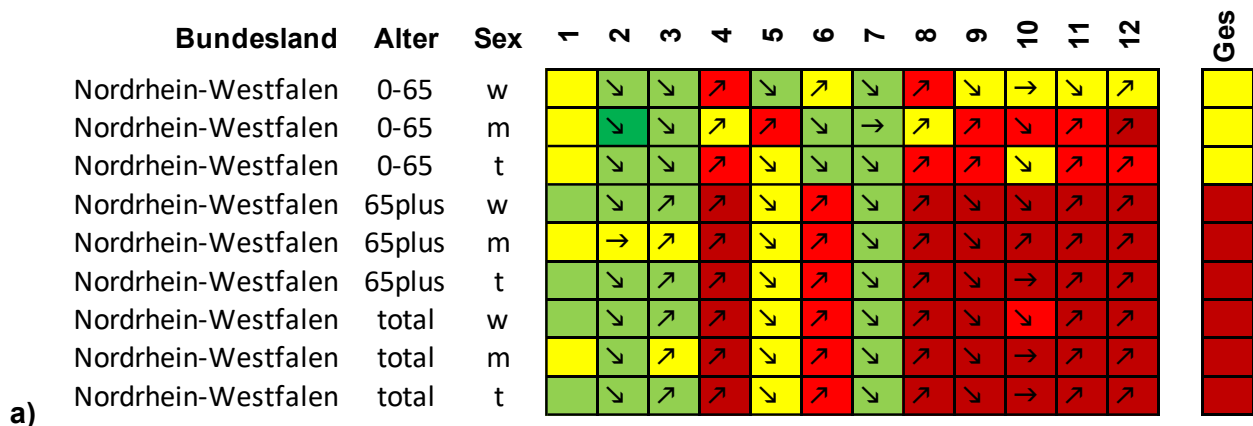 Bundesland Alter Sex 1 2 3 4 5 6 7 8 9 10 11 12 Ges
Nordrhein-Westfalen 0-65 w ↘ ↘ ↗ ↘ ↗ ↘ ↗ ↘ → ↘ ↗
Nordrhein-Westfalen 0-65 m ↘ ↘ ↗ ↗ ↘ → ↗ ↗ ↘ ↗ ↗
Nordrhein-Westfalen 0-65 t ↘ ↘ ↗ ↘ ↘ ↘ ↗ ↗ ↘ ↗ ↗
Nordrhein-Westfalen 65plus w ↘ ↗ ↗ ↘ ↗ ↘ ↗ ↘ ↘ ↗ ↗
Nordrhein-Westfalen 65plus m → ↗ ↗ ↘ ↗ ↘ ↗ ↘ ↗ ↗ ↗
Nordrhein-Westfalen 65plus t ↘ ↗ ↗ ↘ ↗ ↘ ↗ ↘ → ↗ ↗
Nordrhein-Westfalen total w ↘ ↗ ↗ ↘ ↗ ↘ ↗ ↘ ↘ ↗ ↗
Nordrhein-Westfalen total m ↘ ↗ ↗ ↘ ↗ ↘ ↗ ↘ → ↗ ↗
Nordrhein-Westfalen total t ↘ ↗ ↗ ↘ ↗ ↘ ↗ ↘ → ↗ ↗
a)